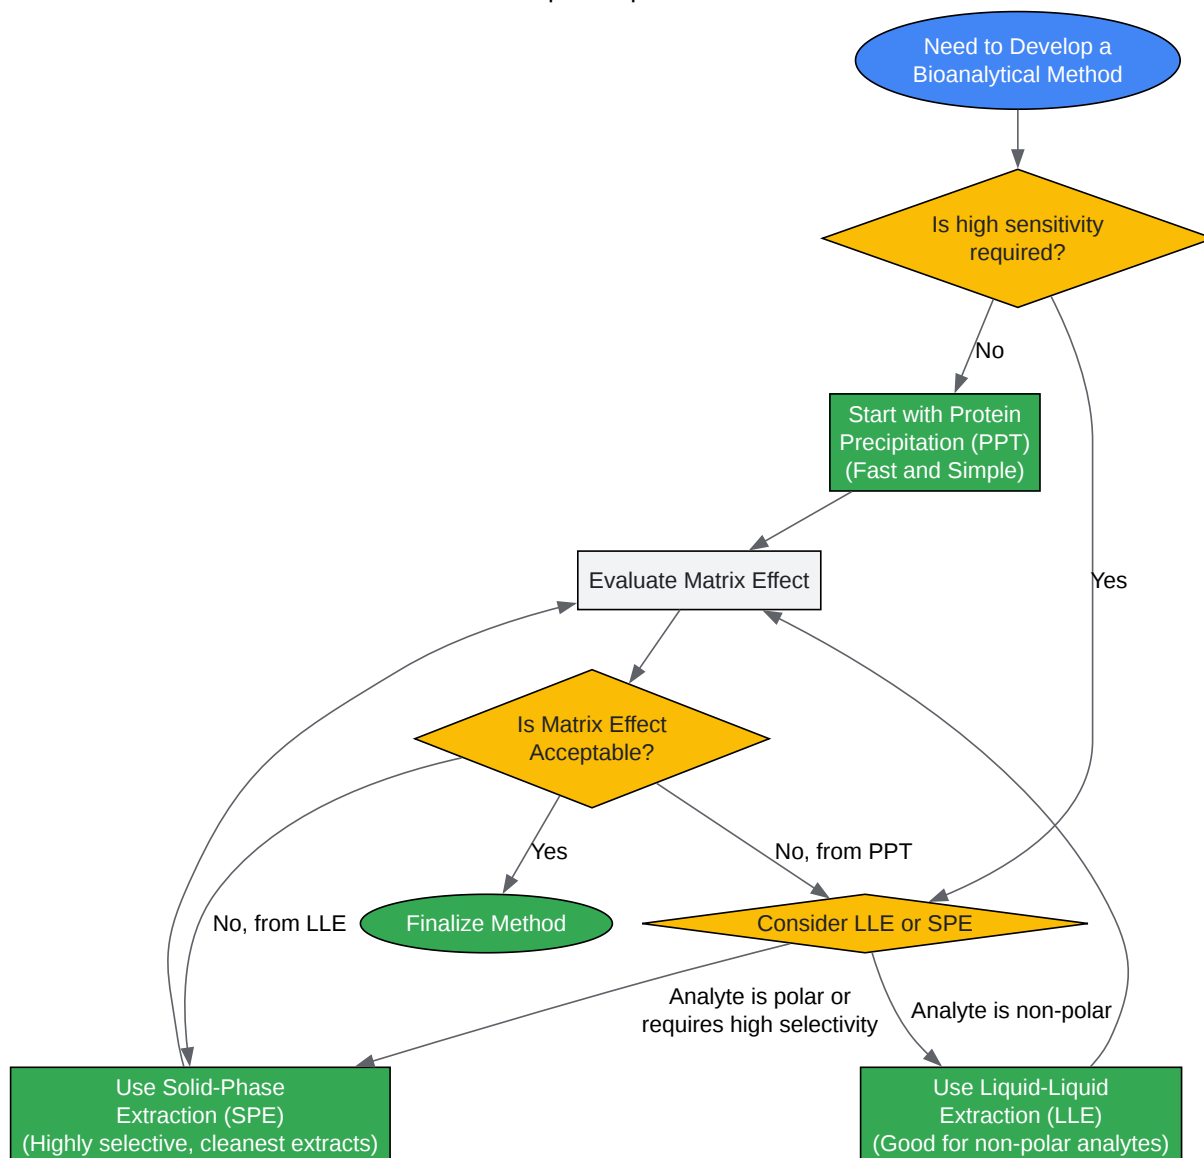 Need to Develop a
Bioanalytical Method
Is high sensitivity
required?
No
Start with Protein
Precipitation (PPT)
(Fast and Simple)
Yes
Evaluate Matrix Effect
Is Matrix Effect
Acceptable?
Yes
No, from PPT
No, from LLE
Finalize Method
Consider LLE or SPE
Analyte is polar or
requires high selectivity
Analyte is non-polar
Use Solid-Phase
Extraction (SPE)
(Highly selective, cleanest extracts)
Use Liquid-Liquid
Extraction (LLE)
(Good for non-polar analytes)